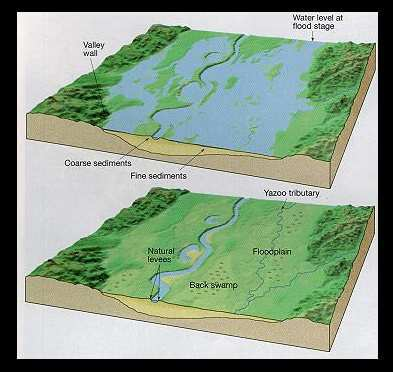 Water level at
flood stage
Valley
wall
Coarse sediments
Fine sediments
Yazoo tributary
Natural
levees
Floodplain
Back swamp